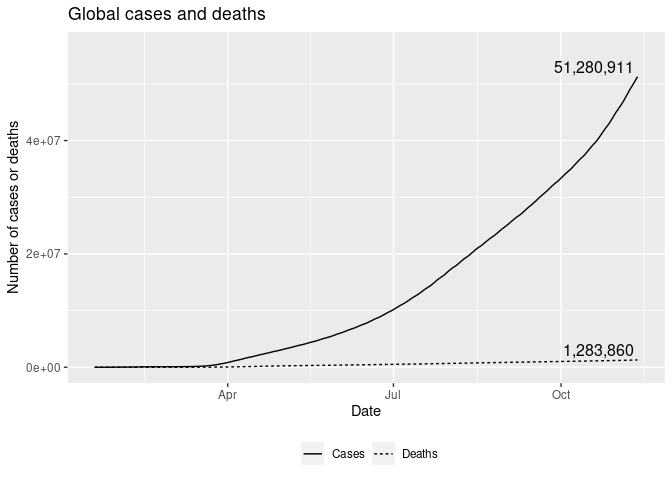 Global cases and deaths
51,280,911
4e+07
2e+07
1,283,860
0e+00
Number of cases or deaths
Apr Jul Oct
Date
Cases Deaths